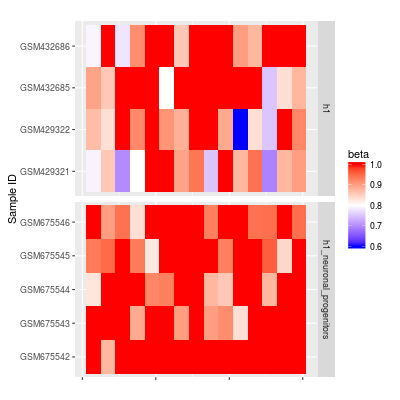 GSM432686
GSM432685
GSM429322
GSM429321
h1
GSM675546
GSM675545
GSM675544
GSM675543
GSM675542
h1_neuronal_progenitors
Sample ID
beta
1.0
0.9
0.8
0.7
0.6